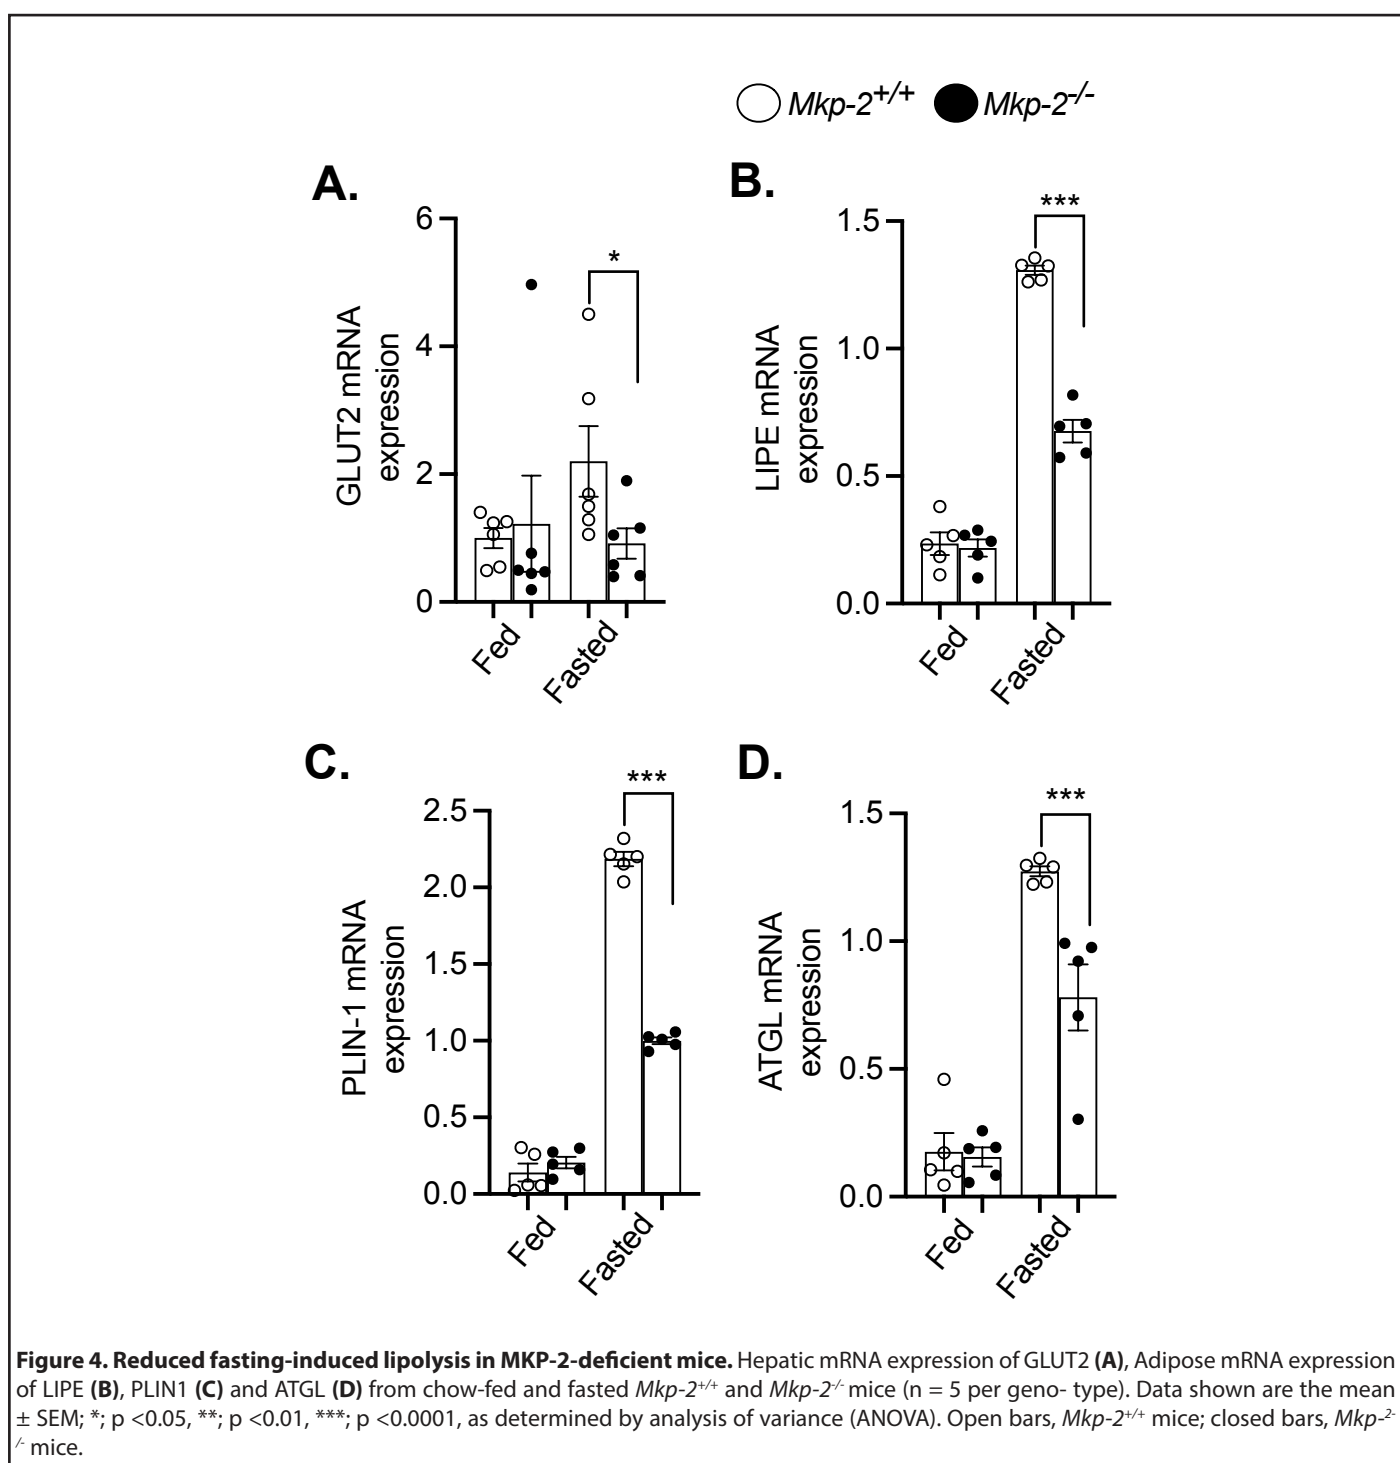 Mkp-2+/+ Mkp-2-/-
A.
6
4
2
0
GLUT2 mRNA
expression
*
Fed
Fasted
B.
1.5
1.0
0.5
0.0
LIPE mRNA
expression
***
Fed
Fasted
C.
2.5
2.0
1.5
1.0
0.5
0.0
PLIN-1 mRNA
expression
***
Fed
Fasted
D.
1.5
1.0
0.5
0.0
ATGL mRNA
expression
***
Fed
Fasted
Figure 4. Reduced fasting-induced lipolysis in MKP-2-deficient mice. Hepatic mRNA expression of GLUT2 (A), Adipose mRNA expression
of LIPE (B), PLIN1 (C) and ATGL (D) from chow-fed and fasted Mkp-2+/+ and Mkp-2-/- mice (n = 5 per geno- type). Data shown are the mean
± SEM; *; p <0.05, **; p <0.01, ***; p <0.0001, as determined by analysis of variance (ANOVA). Open bars, Mkp-2+/+ mice; closed bars, Mkp-2-
/- mice.